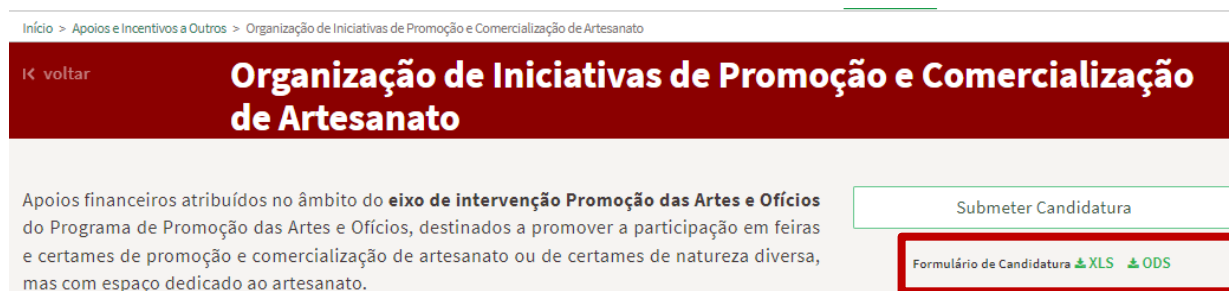 Início > Apoios e Incentivos a Outros > Organização de Iniciativas de Promoção e Comercialização de Artesanato
voltar
Organização de Iniciativas de Promoção e Comercialização
de Artesanato
Apoios financeiros atribuídos no âmbito do eixo de intervenção Promoção das Artes e Ofícios
do Programa de Promoção das Artes e Ofícios, destinados a promover a participação em feiras
e certames de promoção e comercialização de artesanato ou de certames de natureza diversa,
mas com espaço dedicado ao artesanato.
Submeter Candidatura
Formulário de Candidatura XLS ODS